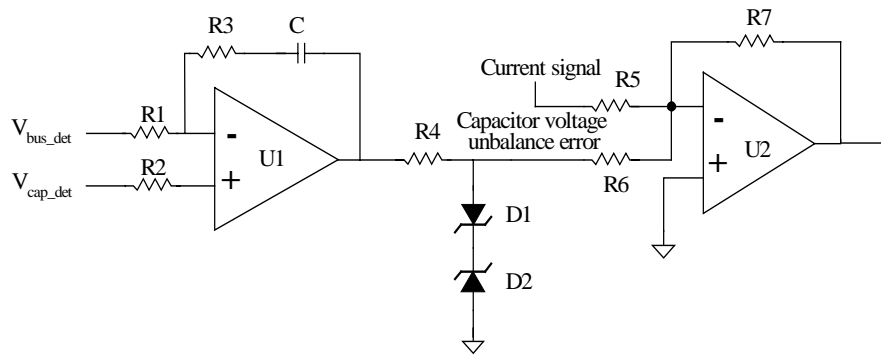 R3
C
R7
Current signal
R5
V_bus_det
R1
-
U1
R4
Capacitor voltage
unbalance error
-
U2
V_cap_det
R2
+
R6
+
D1
D2